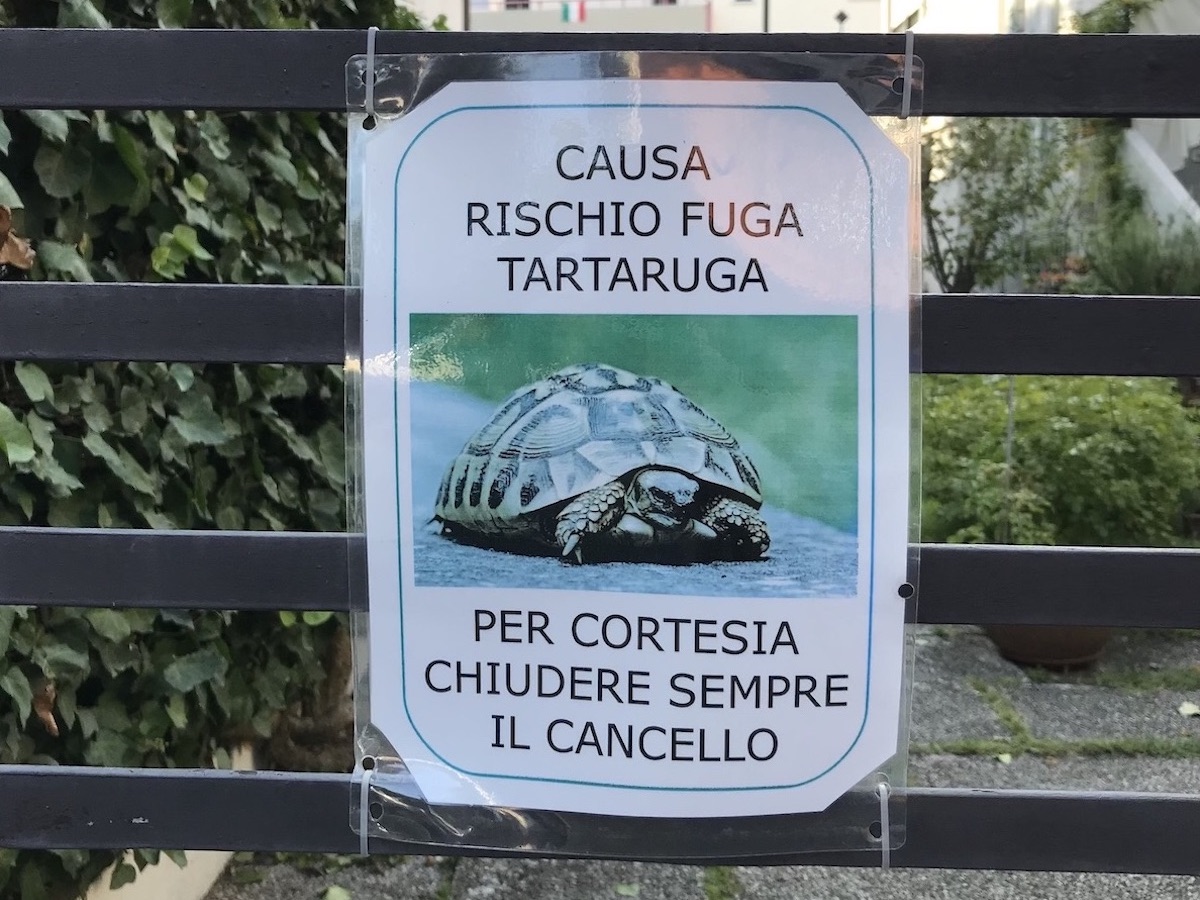 CAUSA
RISCHIO FUGA
TARTARUGA
PER CORTESIA
CHIUDERE SEMPRE
IL CANCELLO